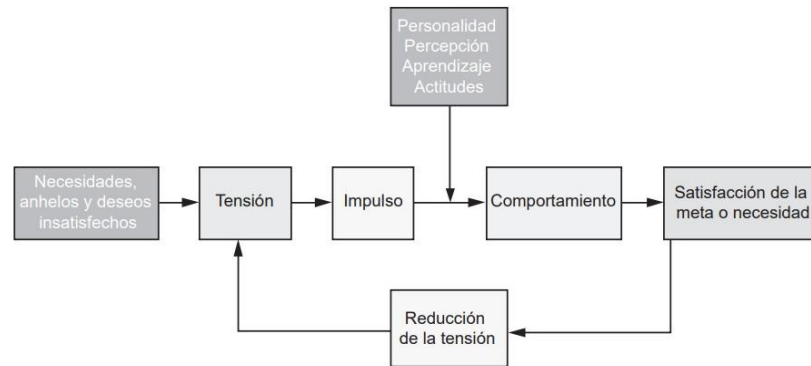 Personalidad
Percepción
Aprendizaje
Actitudes
Necesidades,
anhelos y deseos
insatisfechos
Tensión
Impulso
Comportamiento
Satisfacción de la
meta o necesidad
Reducción
de la tensión